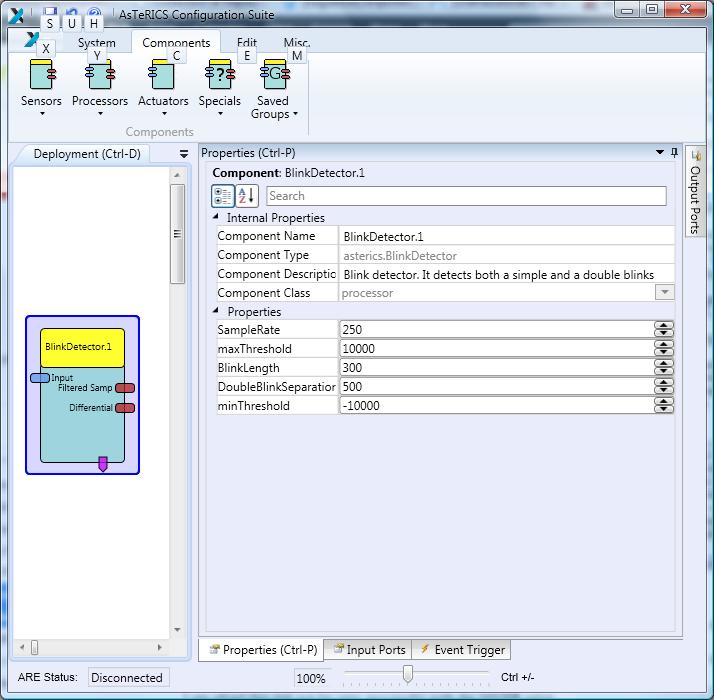 AsTeRICS Configuration Suite
S U H
X
System Components Edit Misc.
Y C E M
Sensors Processors Actuators Specials Saved Groups
Components
Deployment (Ctrl-D)
BlinkDetector.1
Input
Filtered Samp
Differential
Properties (Ctrl-P)
Component: BlinkDetector.1
Search
Internal Properties
Component Name BlinkDetector.1
Component Type asterics.BlinkDetector
Component Descriptio Blink detector. It detects both a simple and a double blinks
Component Class processor
Properties
SampleRate 250
maxThreshold 10000
BlinkLength 300
DoubleBlinkSeparation 500
minThreshold -10000
Output Ports
Properties (Ctrl-P) Input Ports Event Trigger
ARE Status: Disconnected 100% Ctrl +/-